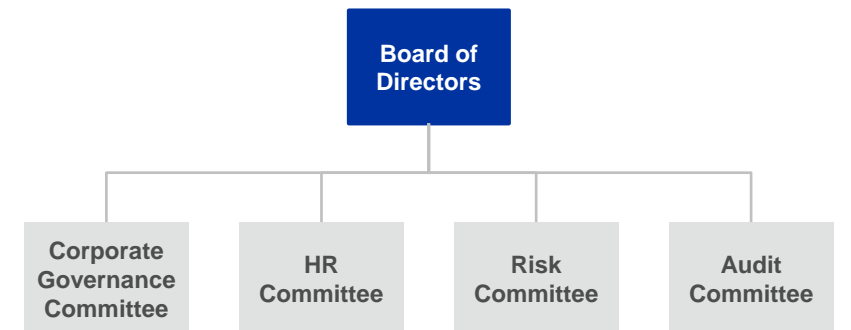 Board of
Directors
Corporate
Governance
Committee
HR
Committee
Risk
Committee
Audit
Committee